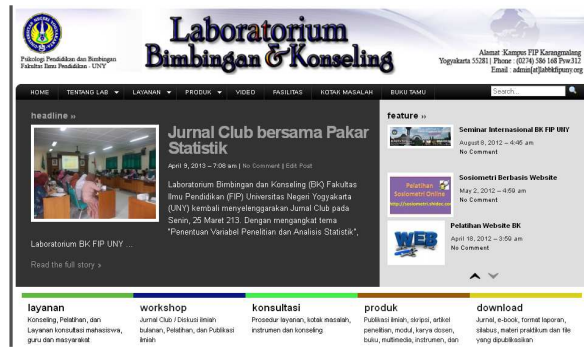 Laboratorium
Bimbingan & Konseling
Psikologi Pendidikan dan Bimbingan
Fakultas Ilmu Pendidikan - UNY
Alamat :Kampus FIP Karangmalang
Yogyakarta 55281| Phone : (0274) 586 168 Psw.312
Email : admin[at]labbkfipuny.org
HOME TENTANG LAB LAYANAN PRODUK VIDEO FASILITAS KOTAK MASALAH BUKU TAMU Search...
headline »
Jurnal Club bersama Pakar
Statistik
April 9, 2013 – 7:08 am | No Comment | Edit Post
Laboratorium Bimbingan dan Konseling (BK) Fakultas
Ilmu Pendidikan (FIP) Universitas Negeri Yogyakarta
(UNY) kembali menyelenggarakan Jurnal Club pada
Senin, 25 Maret 213. Dengan mengangkat tema
"Penentuan Variabel Penelitian dan Analisis Statistik",
Laboratorium BK FIP UNY ...
Read the full story »
feature »
Seminar Internasional BK FIP UNY
August 8, 2012 – 4:46 am
No Comment
Pelatihan
Sosiometri Online
Sosiometri Berbasis Website
May 2, 2012 – 4:59 am
No Comment
WEB
Pelatihan Website BK
April 18, 2012 – 3:59 am
No Comment
layanan
Konseling, Pelatihan, dan
Layanan konsultasi mahasiswa,
guru dan masyarakat
workshop
Jurnal Club / Diskusi ilmiah
bulanan, Pelatihan, dan Publikasi
ilmiah
konsultasi
Prosedur layanan, kotak masalah,
instrumen dan konseling
produk
Publikasi ilmiah, skripsi, artikel
penelitian, modul, karya dosen,
buku, multimedia, instrumen, dan
download
Jurnal, e-book, format laporan,
silabus, materi praktikum dan file
yang dipublikasikan